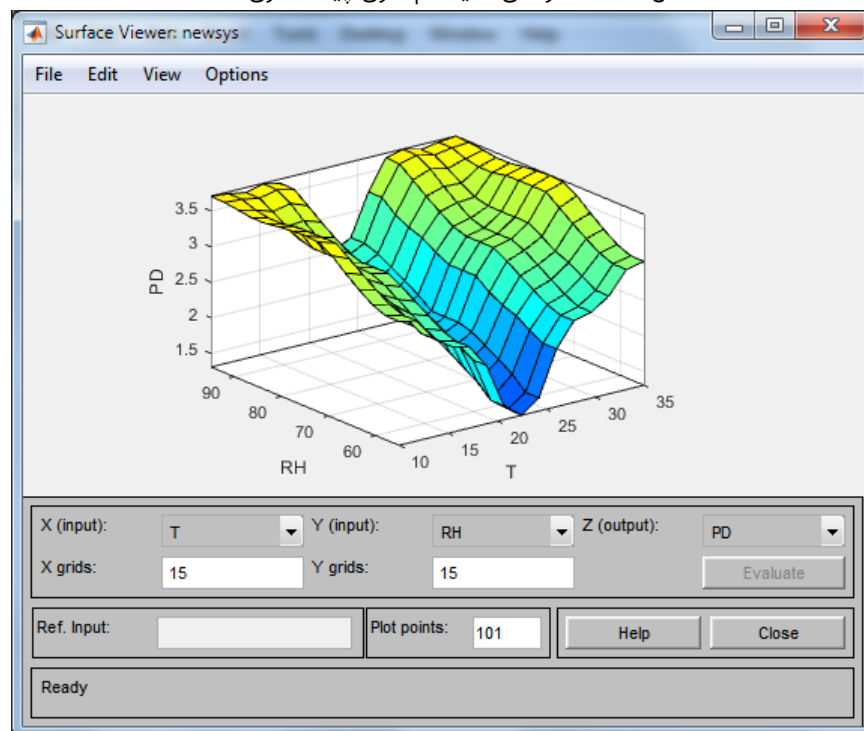 Surface Viewer: newsys
File Edit View Options
3.5
3
2.5
2
1.5
PD
90
80
70
60
RH
10
15
20
25
30
35
T
X (input): T Y (input): RH Z (output): PD
X grids: 15 Y grids: 15 Evaluate
Ref. Input: Plot points: 101 Help Close
Ready